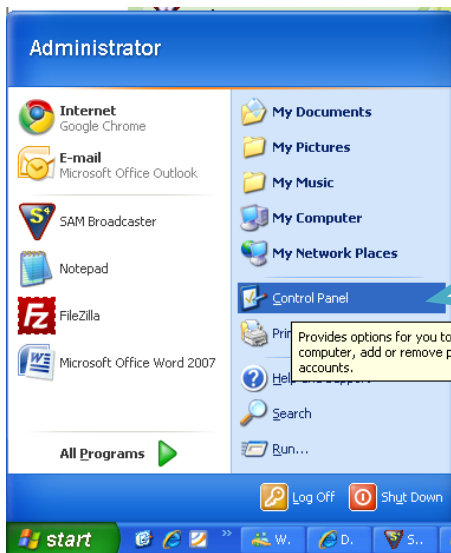 Administrator
Internet
Google Chrome
E-mail
Microsoft Office Outlook
SAM Broadcaster
Notepad
FileZilla
Microsoft Office Word 2007
All Programs
My Documents
My Pictures
My Music
My Computer
My Network Places
Control Panel
Provides options for you to
computer, add or remove p
accounts.
Search
Run...
Log Off
Shut Down
start
»
W.
D.
S..